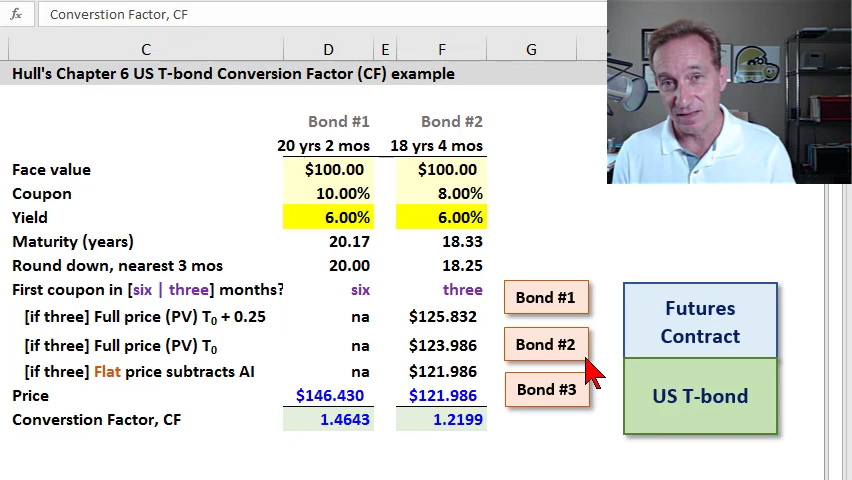 fx Converstion Factor, CF
C D E F G
Hull's Chapter 6 US T-bond Conversion Factor (CF) example
Bond #1 Bond #2
20 yrs 2 mos 18 yrs 4 mos
Face value $100.00 $100.00
Coupon 10.00% 8.00%
Yield 6.00% 6.00%
Maturity (years) 20.17 18.33
Round down, nearest 3 mos 20.00 18.25
First coupon in [six | three] months? six three
[if three] Full price (PV) T0 + 0.25 na $125.832
[if three] Full price (PV) T0 na $123.986
[if three] Flat price subtracts AI na $121.986
Price $146.430 $121.986
Converstion Factor, CF 1.4643 1.2199
Bond #1
Bond #2
Bond #3
Futures
Contract
US T-bond